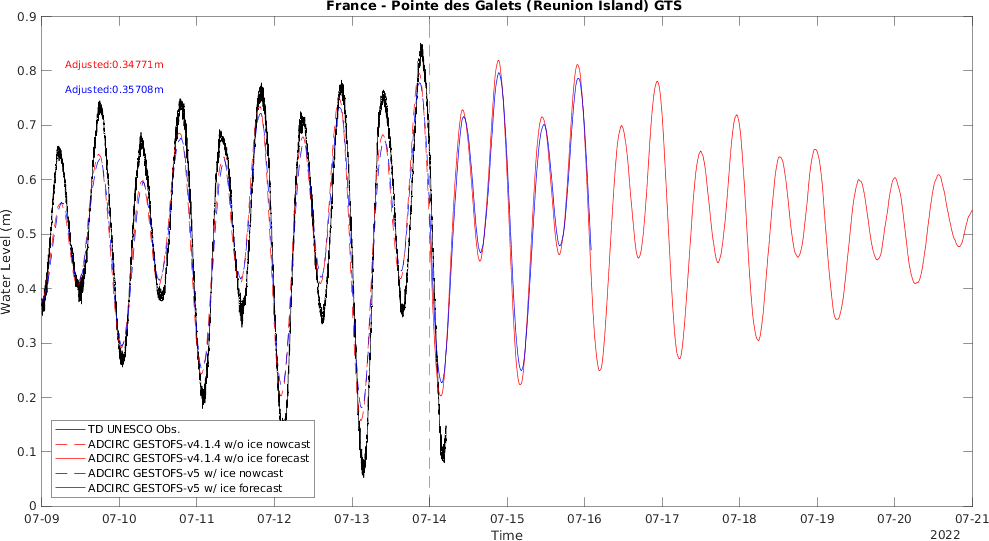 France - Pointe des Galets (Reunion Island) GTS
0.9
0.8
0.7
0.6
0.5
0.4
0.3
0.2
0.1
0
Water Level (m)
Adjusted:0.34771m
Adjusted:0.35708m
TD UNESCO Obs.
ADCIRC GESTOFS-v4.1.4 w/o ice nowcast
ADCIRC GESTOFS-v4.1.4 w/o ice forecast
ADCIRC GESTOFS-v5 w/ ice nowcast
ADCIRC GESTOFS-v5 w/ ice forecast
07-09 07-10 07-11 07-12 07-13 07-14 07-15 07-16 07-17 07-18 07-19 07-20 07-21
Time
2022